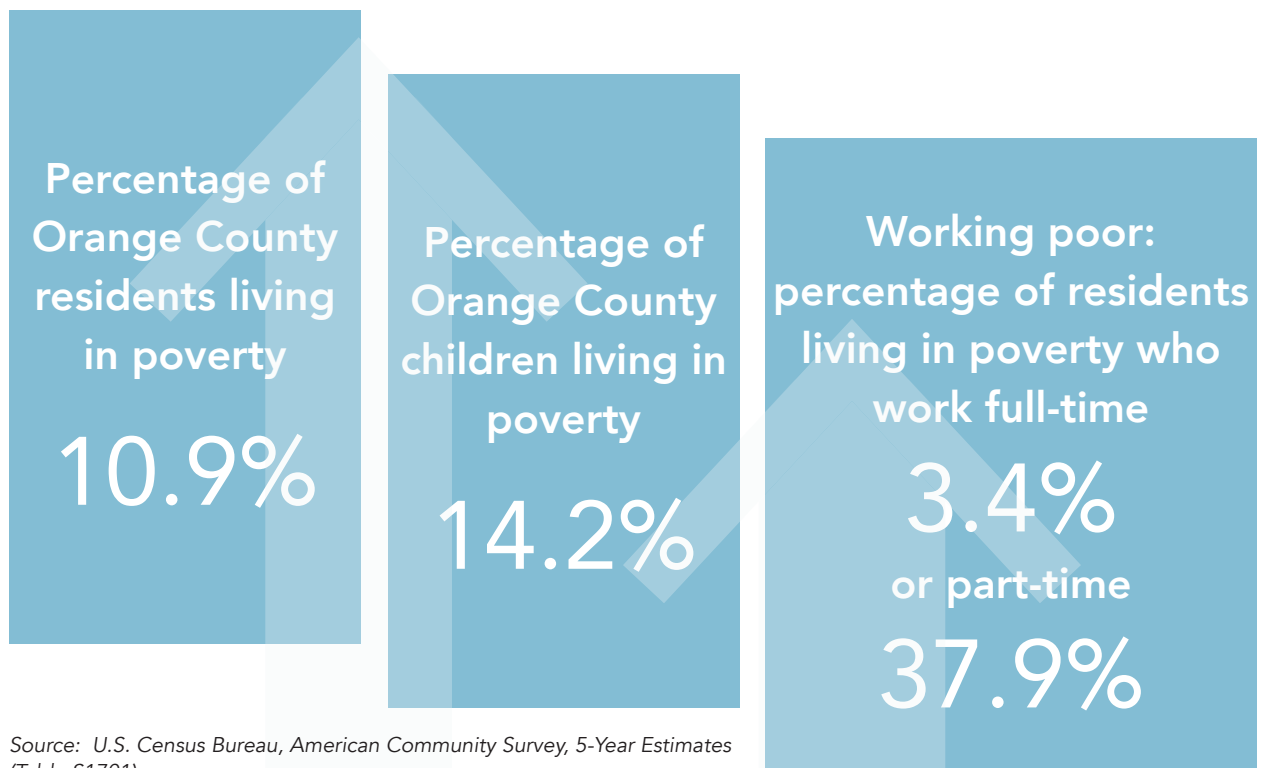 Percentage of
Orange County
residents living
in poverty
10.9%
Percentage of
Orange County
children living in
poverty
14.2%
Working poor:
percentage of residents
living in poverty who
work full-time
3.4%
or part-time
37.9%
Source: U.S. Census Bureau, American Community Survey, 5-Year Estimates